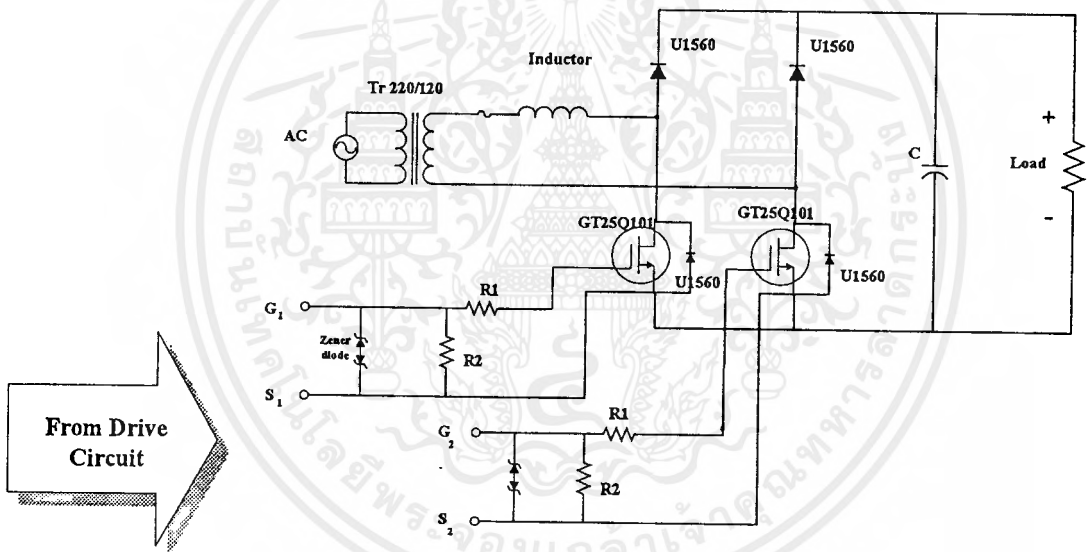 U1560
U1560
Inductor
Tr 220/120
AC
+
C
Load
-
GT25Q101
GT25Q101
U1560
U1560
R1
G1
Zener
diode
R2
S1
R1
G2
R2
S2
From Drive
Circuit